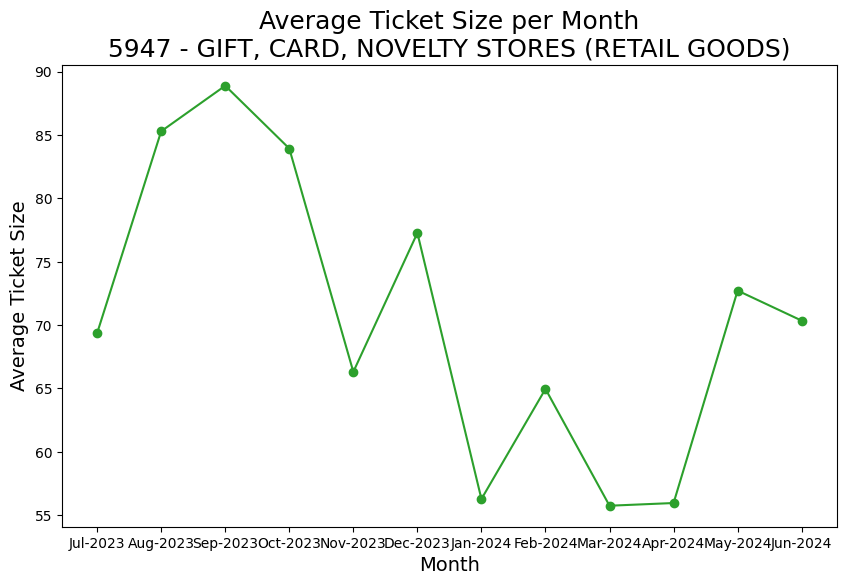 Average Ticket Size per Month
5947 - GIFT, CARD, NOVELTY STORES (RETAIL GOODS)
Average Ticket Size
90
85
80
75
70
65
60
55
Jul-2023 Aug-2023 Sep-2023 Oct-2023 Nov-2023 Dec-2023 Jan-2024 Feb-2024 Mar-2024 Apr-2024 May-2024 Jun-2024
Month